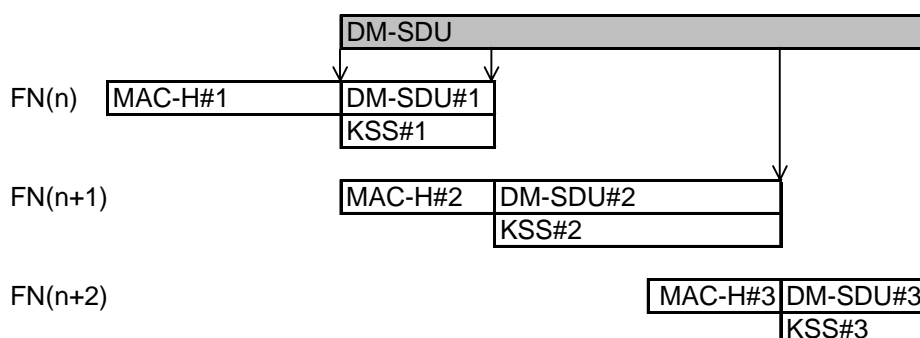 DM-SDU
FN(n) MAC-H#1 DM-SDU#1
KSS#1
FN(n+1) MAC-H#2 DM-SDU#2
KSS#2
FN(n+2) MAC-H#3 DM-SDU#3
KSS#3